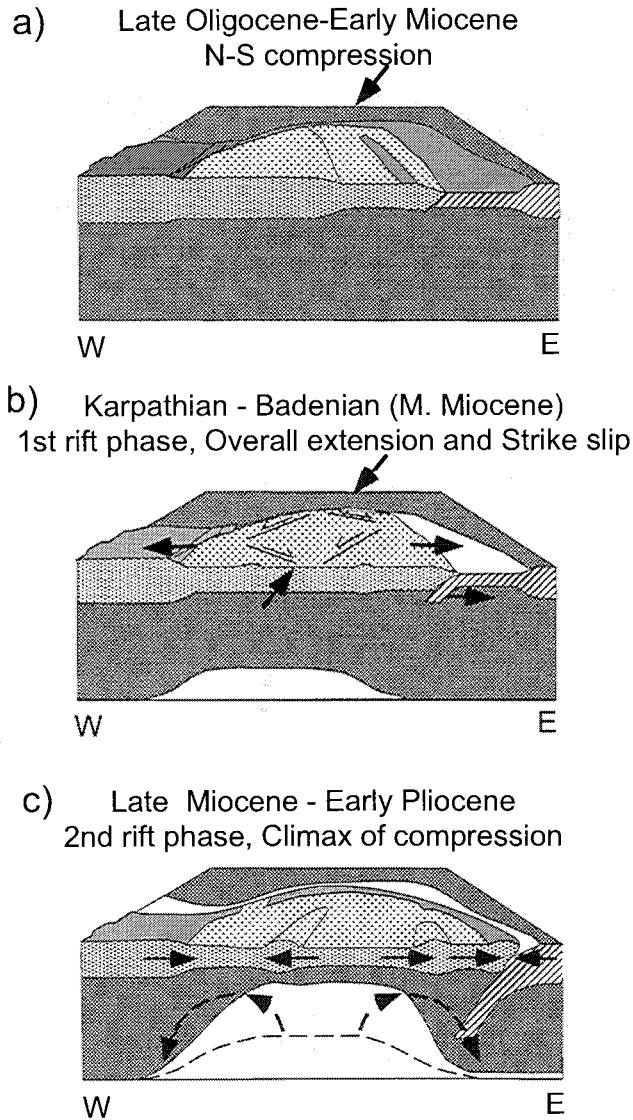 a)
Late Oligocene-Early Miocene
N-S compression
W E
b)
Karpathian - Badenian (M. Miocene)
1st rift phase, Overall extension and Strike slip
W E
c)
Late Miocene - Early Pliocene
2nd rift phase, Climax of compression
W E